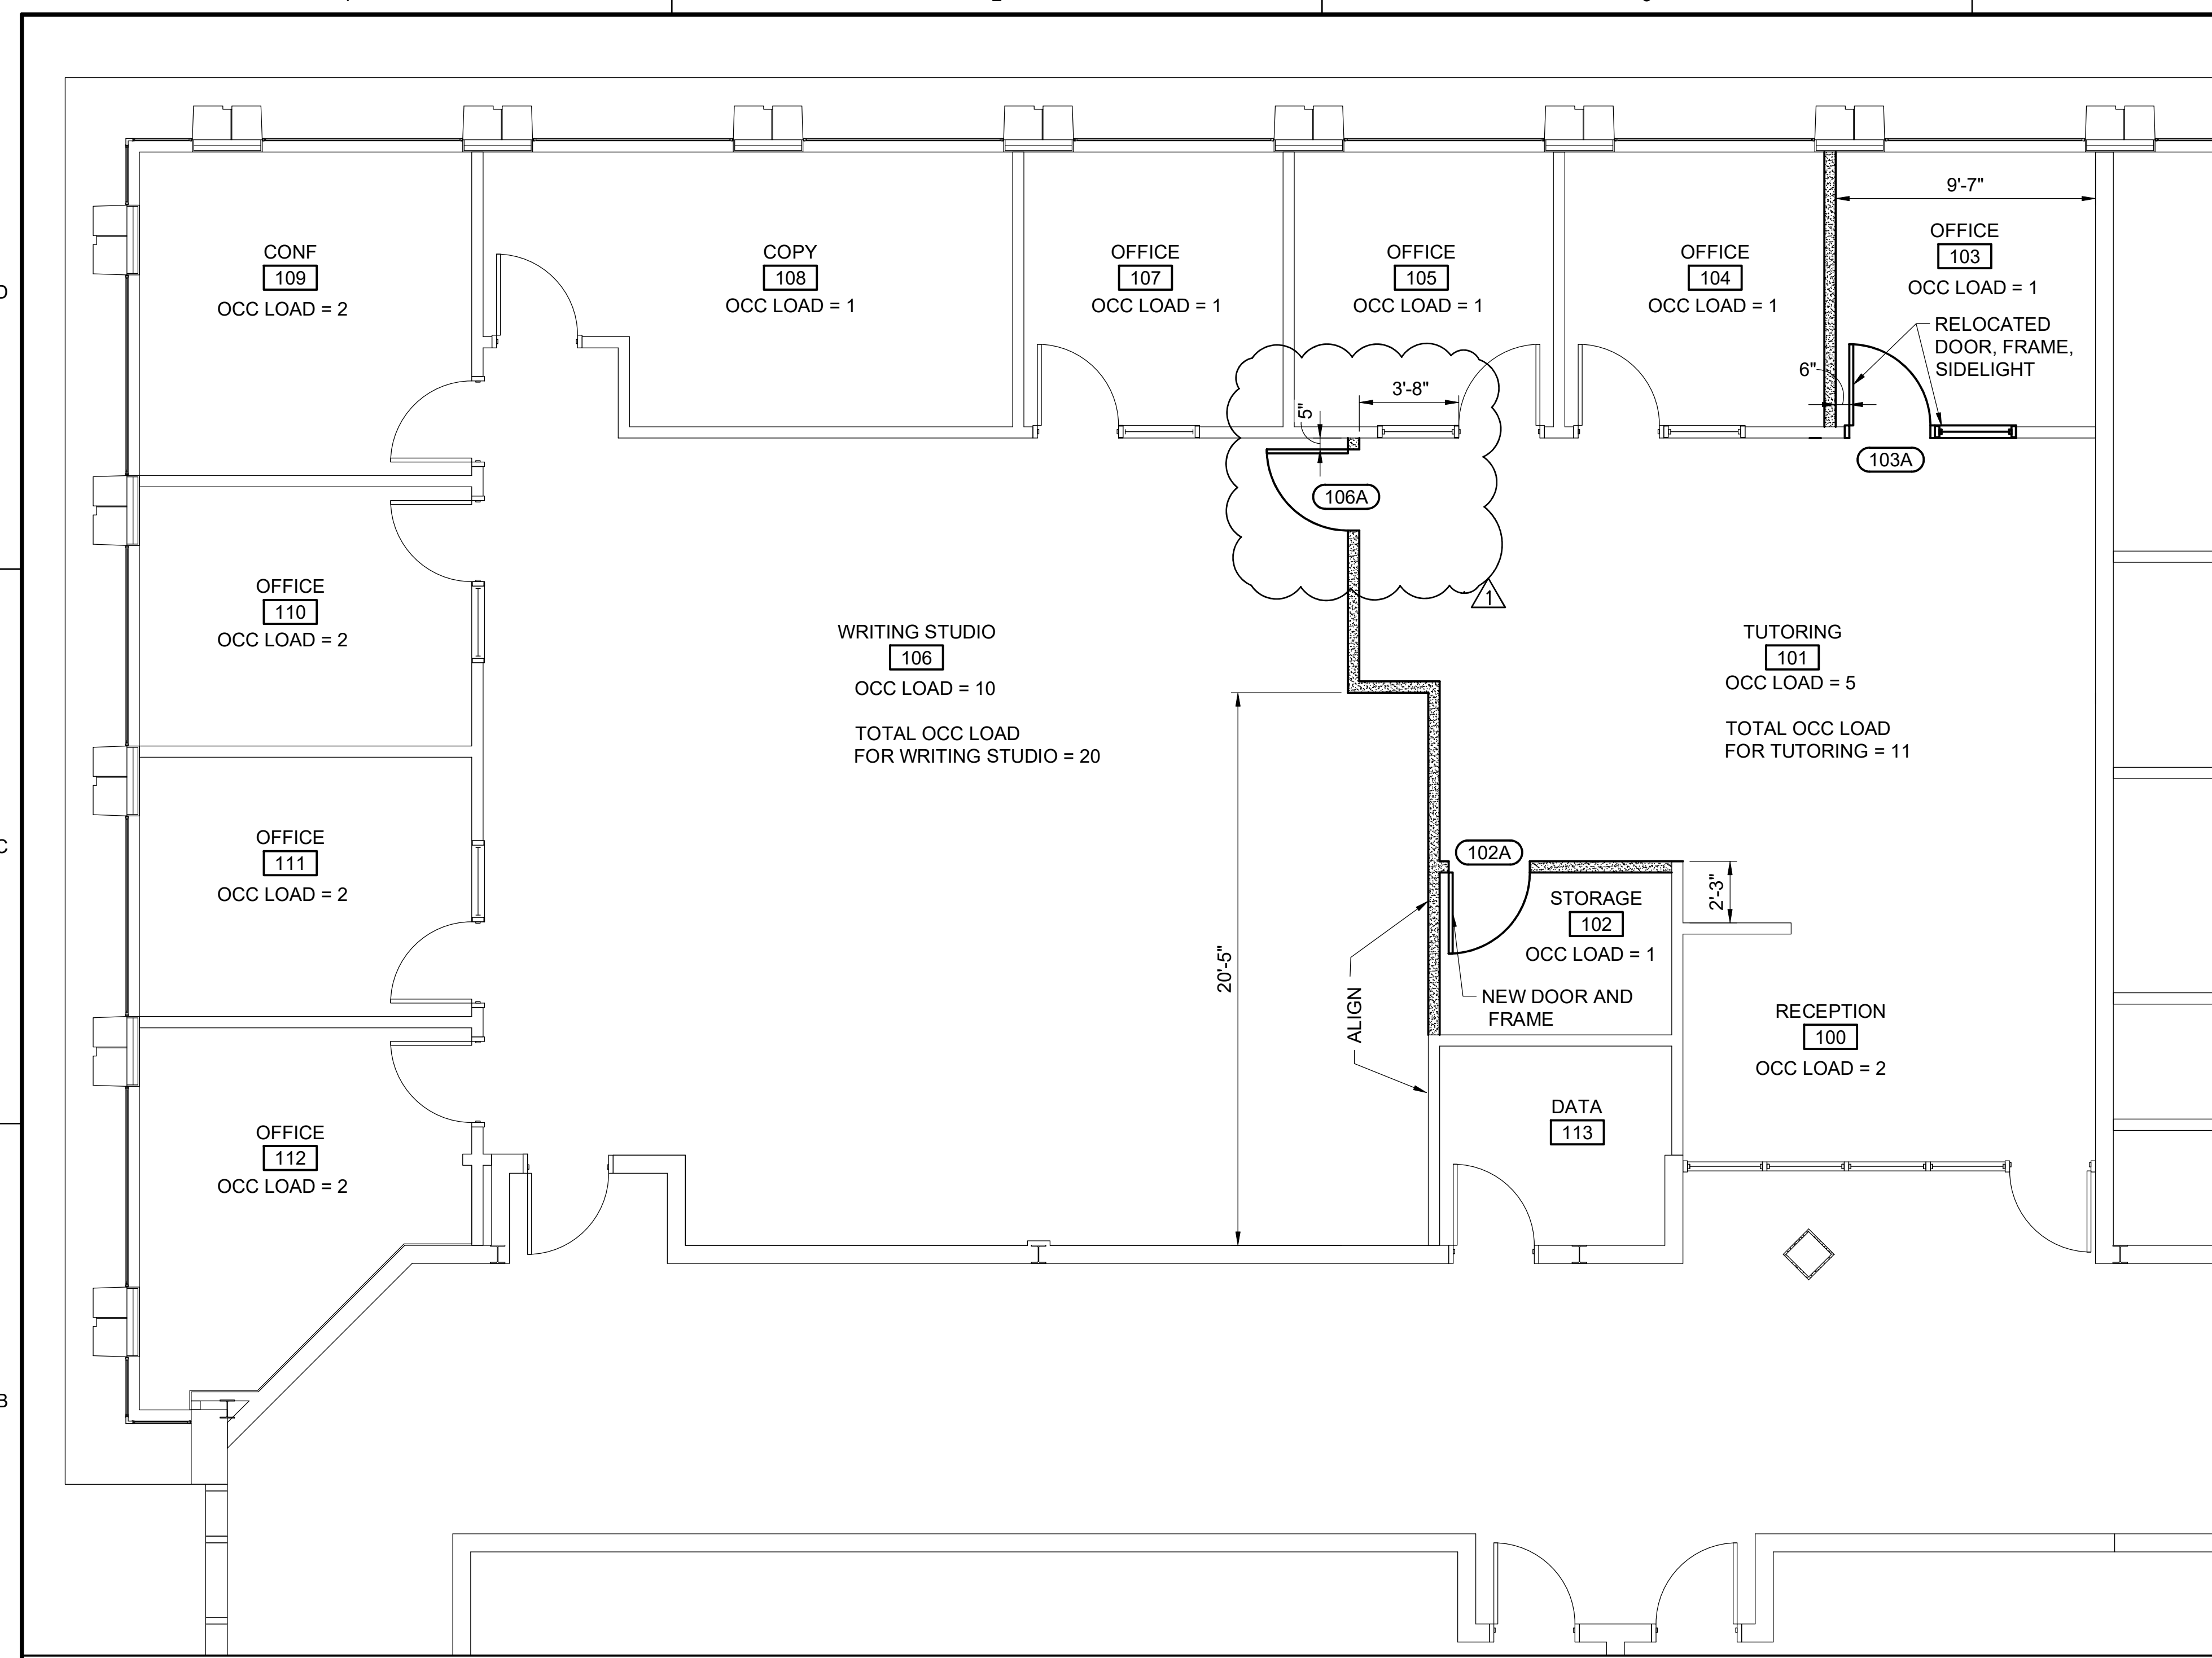 CONF
109
OCC LOAD = 2
COPY
108
OCC LOAD = 1
OFFICE
107
OCC LOAD = 1
OFFICE
105
OCC LOAD = 1
OFFICE
104
OCC LOAD = 1
9'-7"
OFFICE
103
OCC LOAD = 1
RELOCATED
DOOR, FRAME,
SIDELIGHT
6"
103A
3'-8"
5"
106A
1
D
OFFICE
110
OCC LOAD = 2
WRITING STUDIO
106
OCC LOAD = 10
TOTAL OCC LOAD
FOR WRITING STUDIO = 20
TUTORING
101
OCC LOAD = 5
TOTAL OCC LOAD
FOR TUTORING = 11
C
OFFICE
111
OCC LOAD = 2
102A
STORAGE
102
OCC LOAD = 1
2'-3"
20'-5"
ALIGN
NEW DOOR AND
FRAME
RECEPTION
100
OCC LOAD = 2
DATA
113
OFFICE
112
OCC LOAD = 2
B